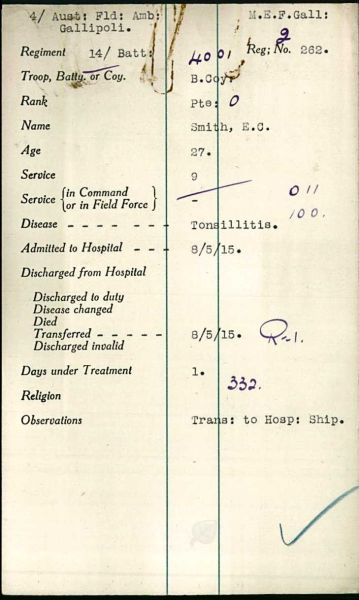 4/ Aust: Fld: Amb: M.E.F.Gall:
Gallipoli.
2
Regiment 14/ Batt: 4001 Reg; No. 262.
Troop, Batty. or Coy. B.Coy.
Rank Pte: 0
Name Smith, E.C.
Age 27.
Service 9
Service {in Command or in Field Force} - 011
100.
Disease - - - - - Tonsillitis.
Admitted to Hospital - - - 8/5/15.
Discharged from Hospital
Discharged to duty
Disease changed
Died
Transferred - - - - - 8/5/15. R-1.
Discharged invalid
Days under Treatment 1.
332.
Religion
Observations Trans: to Hosp: Ship.